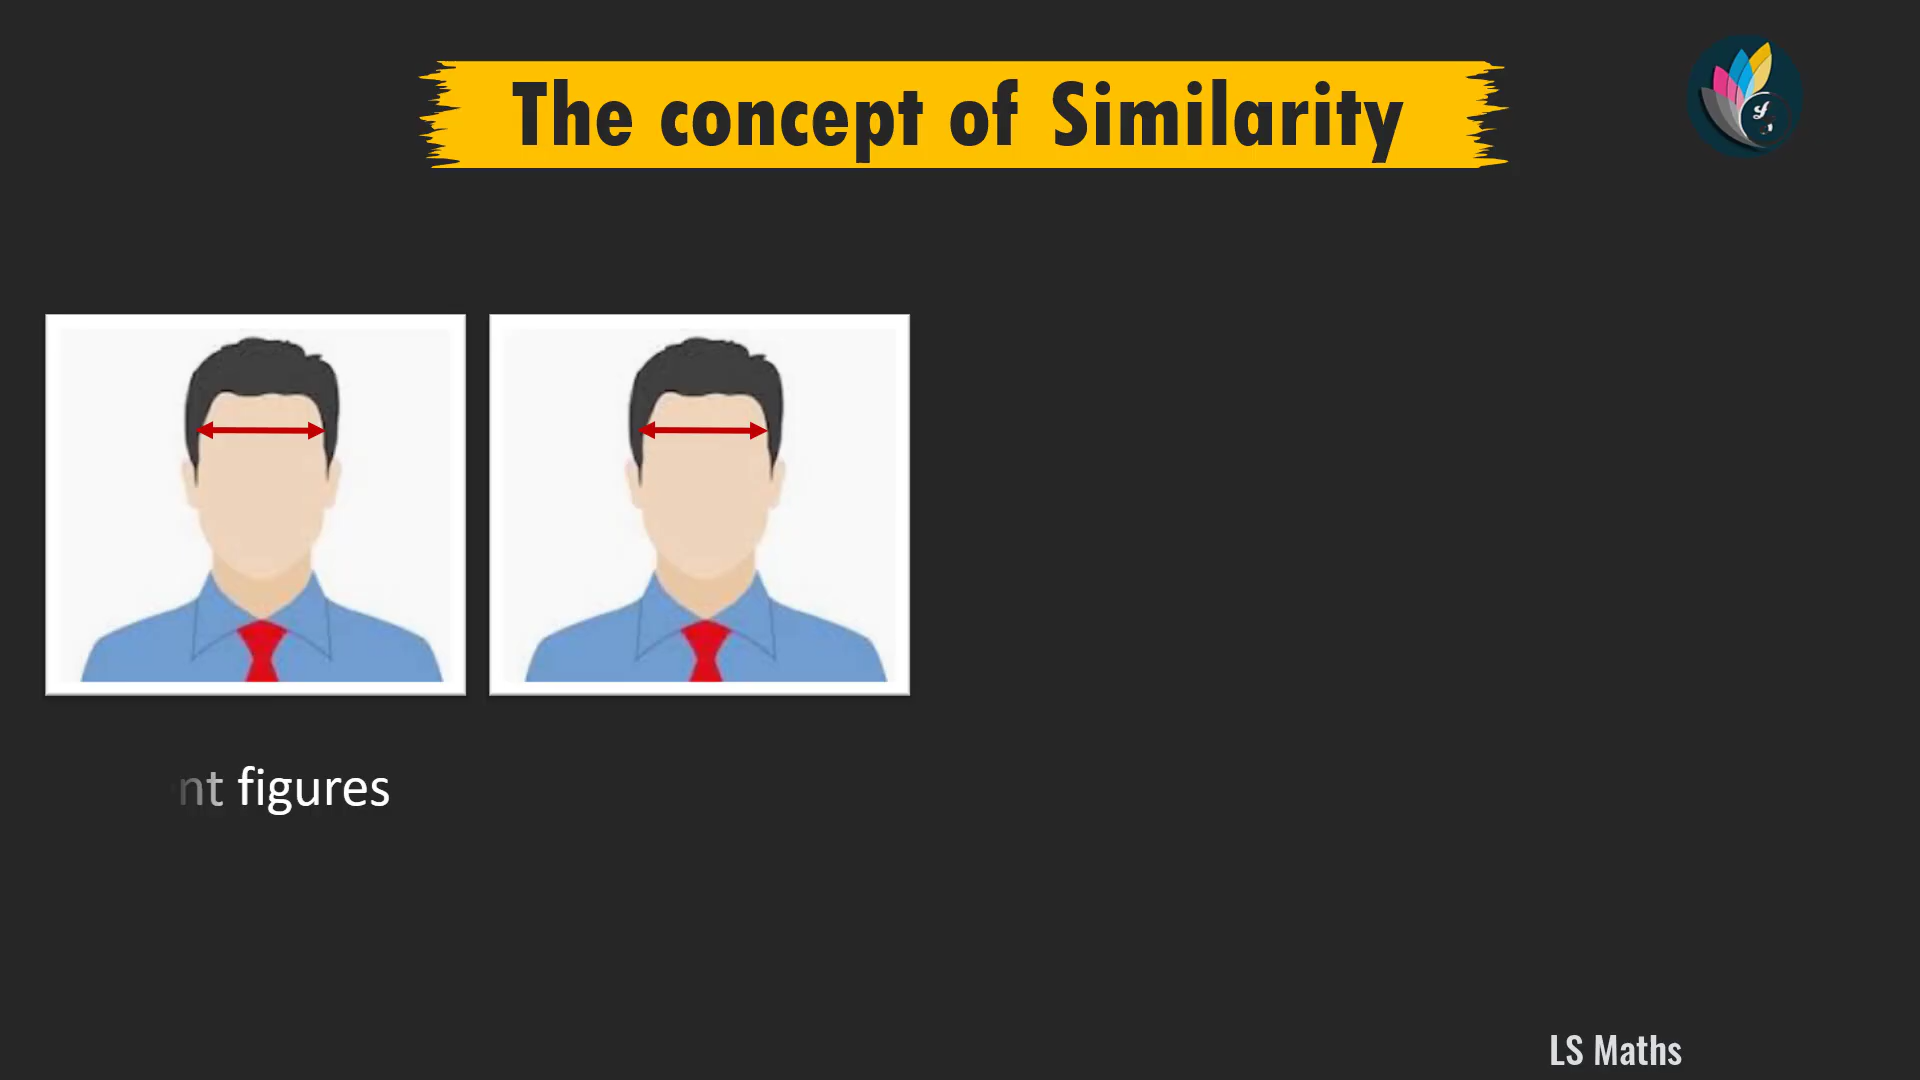 The concept of Similarity
nt figures
LS Maths